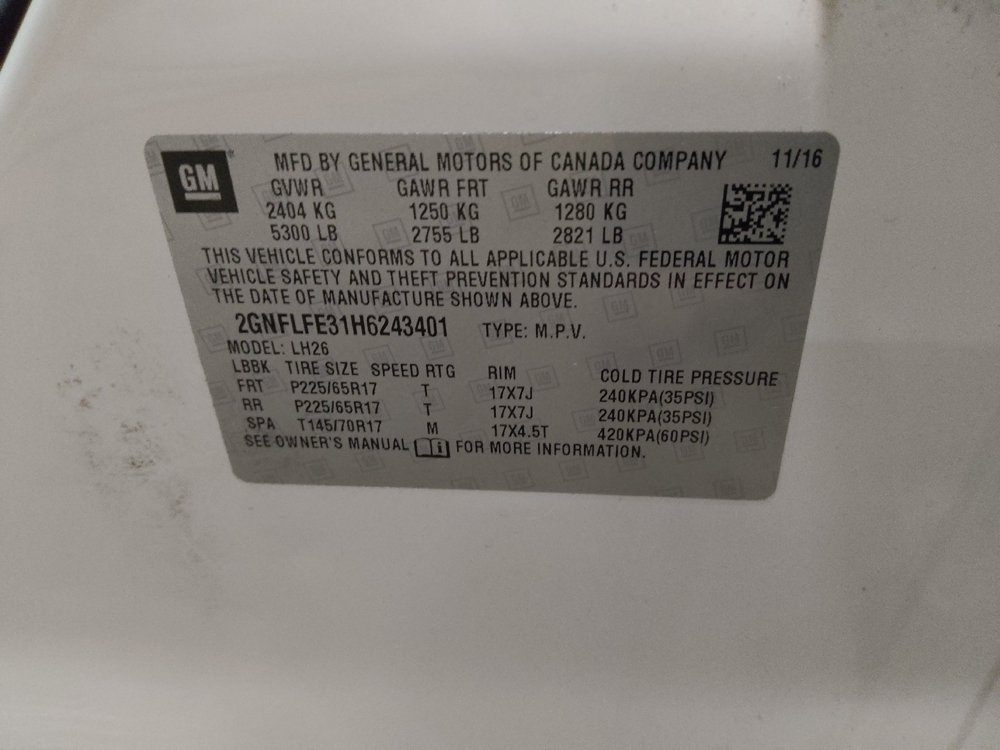 GM
MFD BY GENERAL MOTORS OF CANADA COMPANY 11/16
GVWR GAWR FRT GAWR RR
2404 KG 1250 KG 1280 KG
5300 LB 2755 LB 2821 LB
THIS VEHICLE CONFORMS TO ALL APPLICABLE U.S. FEDERAL MOTOR
VEHICLE SAFETY AND THEFT PREVENTION STANDARDS IN EFFECT ON
THE DATE OF MANUFACTURE SHOWN ABOVE.
2GNFLFE31H6243401 TYPE: M.P.V.
MODEL: LH26
LBBK TIRE SIZE SPEED RTG RIM COLD TIRE PRESSURE
FRT P225/65R17 T 17X7J 240KPA(35PSI)
RR P225/65R17 T 17X7J 240KPA(35PSI)
SPA T145/70R17 M 17X4.5T 420KPA(60PSI)
SEE OWNER'S MANUAL i FOR MORE INFORMATION.